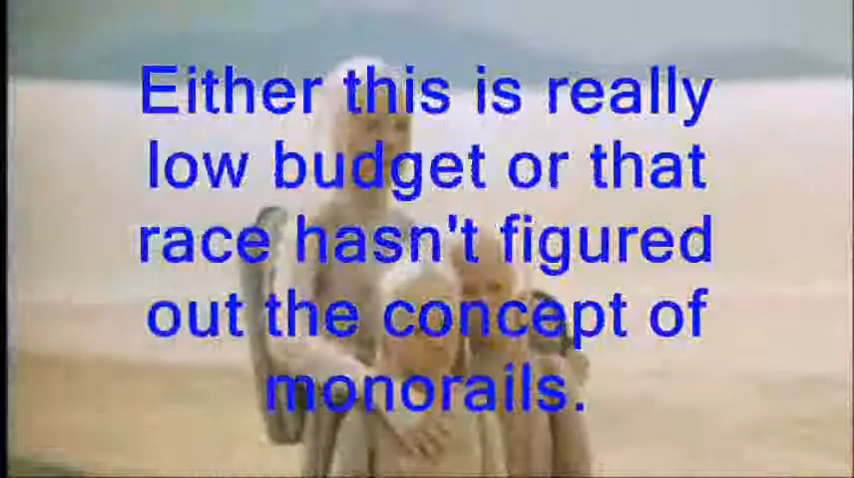 Either this is really
low budget or that
race hasn't figured
out the concept of
monorails.